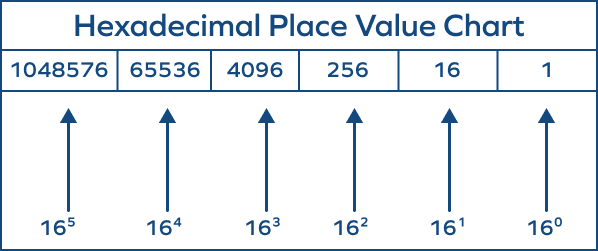 Hexadecimal Place Value Chart
1048576 65536 4096 256 16 1
16⁵ 16⁴ 16³ 16² 16¹ 16⁰